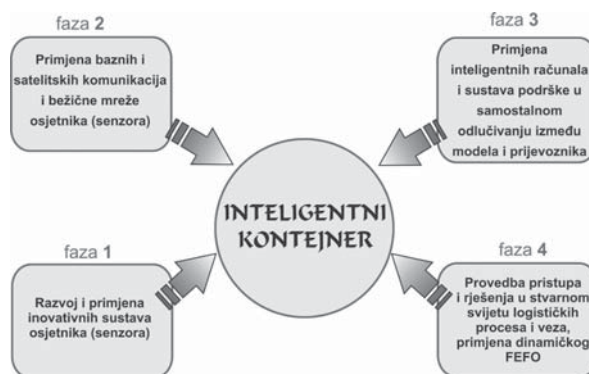 faza 2
Primjena baznih i
satelitskih komunikacija
i bežične mreže
osjetnika (senzora)
faza 3
Primjena
inteligentnih računala
i sustava podrške u
samostalnom
odlučivanju između
modela i prijevoznika
INTELIGENTNI
KONTEJNER
faza 1
Razvoj i primjena
inovativnih sustava
osjetnika (senzora)
faza 4
Provedba pristupa
i rješenja u stvarnom
svijetu logističkih
procesa i veza,
primjena dinamičkog
FEFO